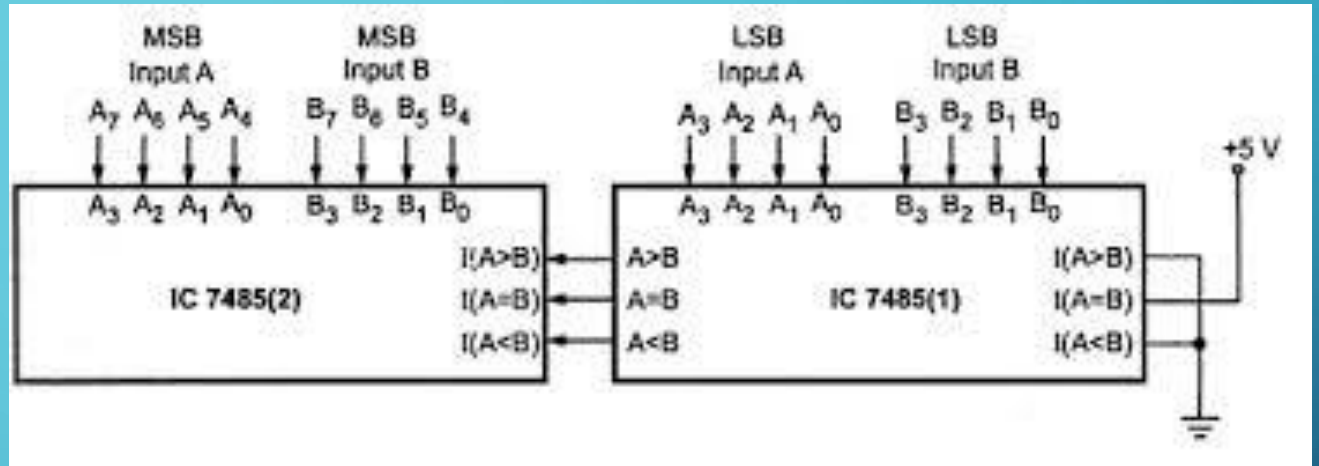 MSB MSB LSB LSB
Input A Input B Input A Input B
A₇ A₆ A₅ A₄ B₇ B₆ B₅ B₄ A₃ A₂ A₁ A₀ B₃ B₂ B₁ B₀
+5 V
A₃ A₂ A₁ A₀ B₃ B₂ B₁ B₀ A₃ A₂ A₁ A₀ B₃ B₂ B₁ B₀
I(A>B) A>B I(A>B)
IC 7485(2) I(A=B) A=B IC 7485(1) I(A=B)
I(A<B) A<B I(A<B)